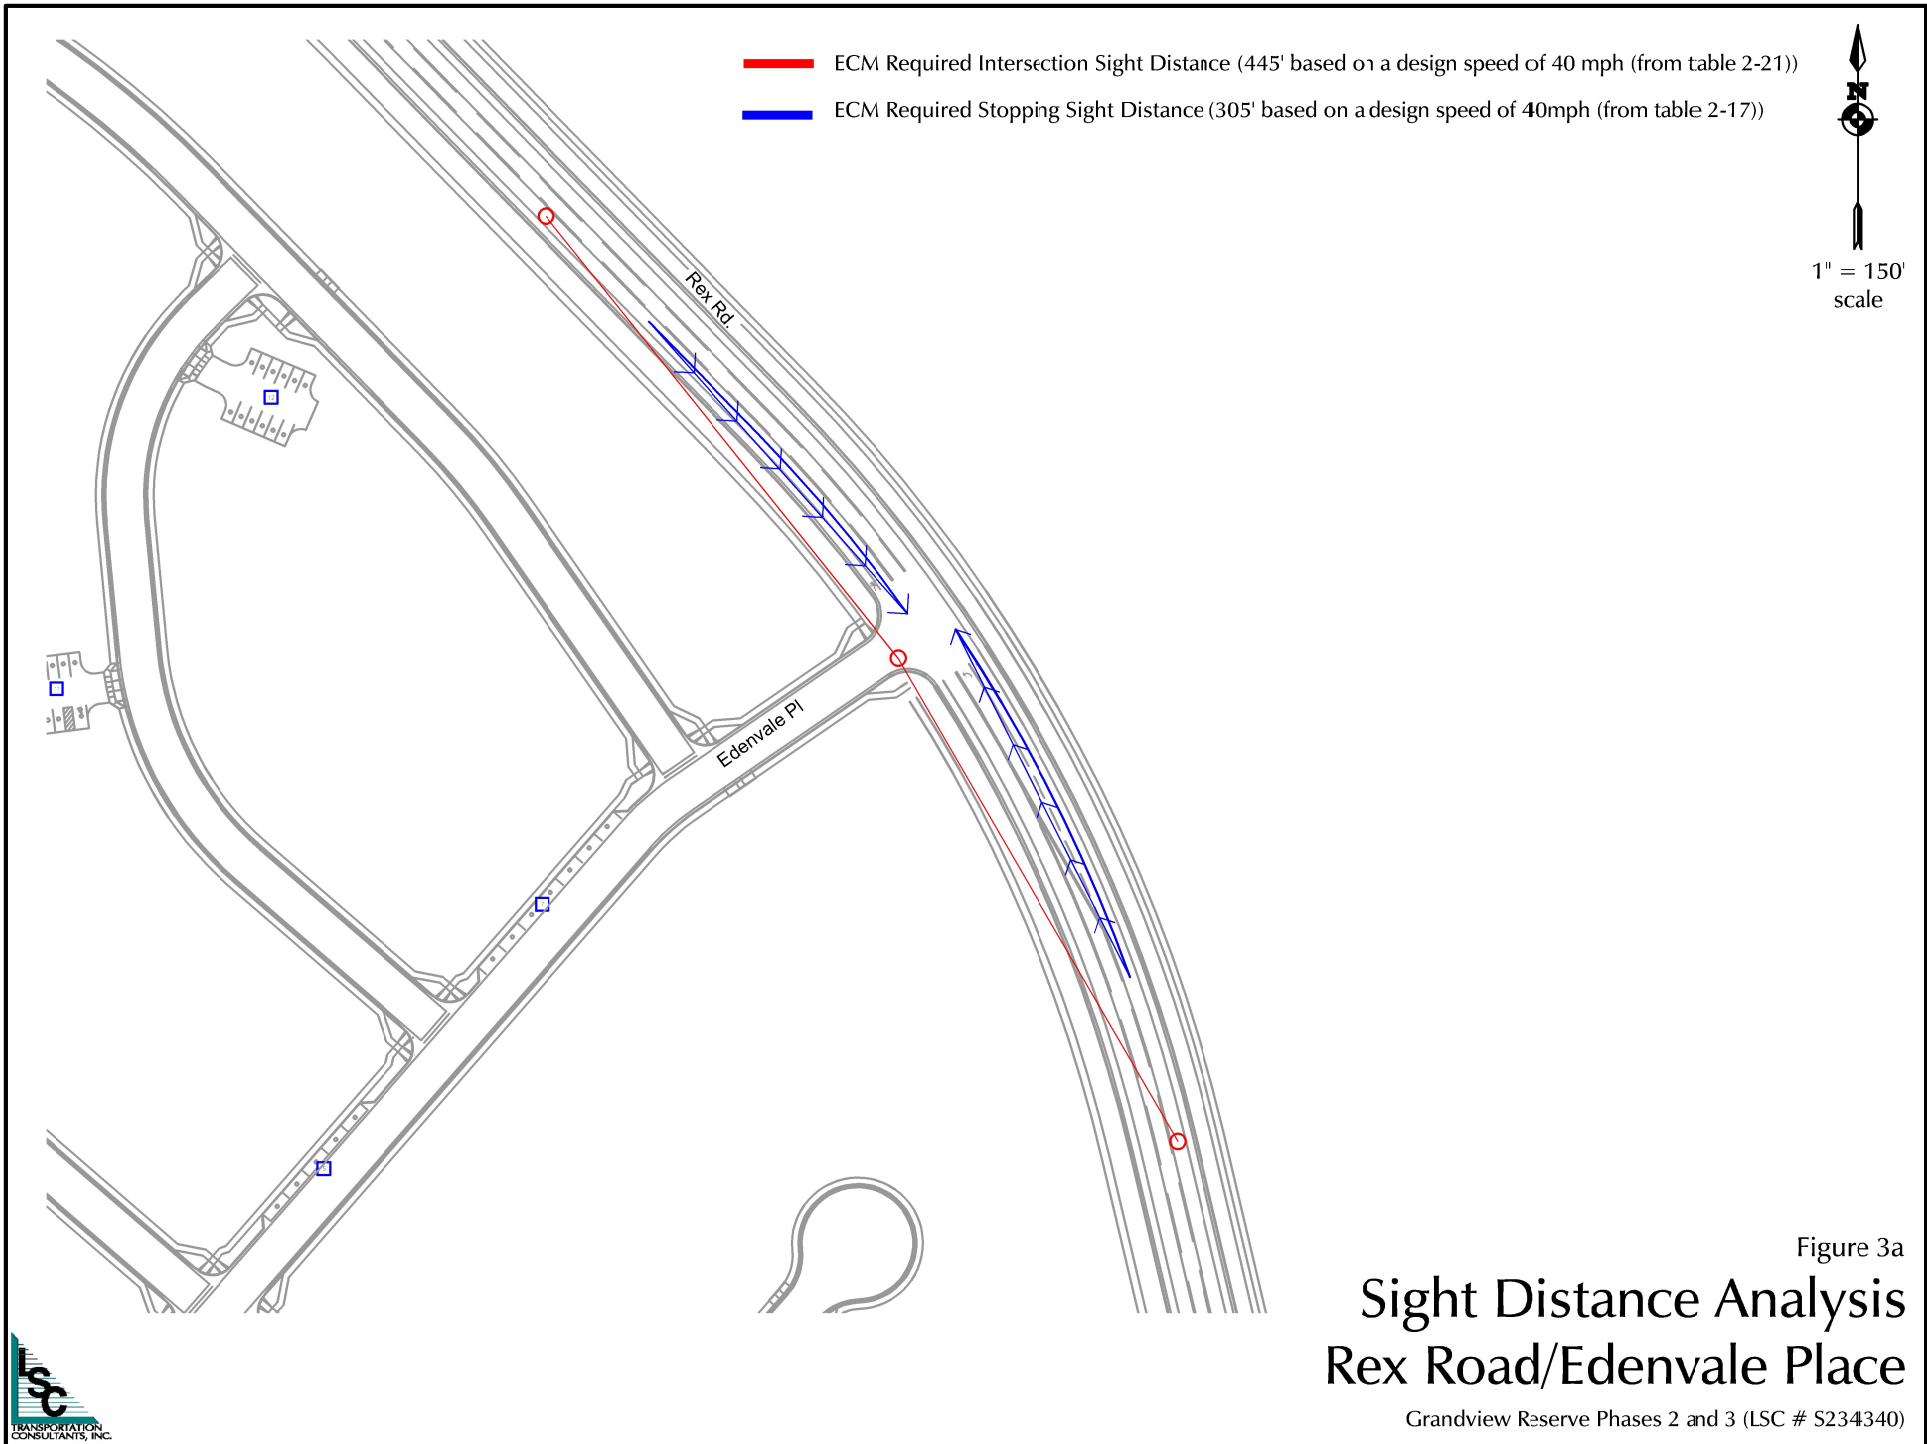 ECM Required Intersection Sight Distance (445' based on a design speed of 40 mph (from table 2-21))
ECM Required Stopping Sight Distance (305' based on a design speed of 40mph (from table 2-17))
N
1" = 150'
scale
Rex Rd.
Edenvale Pl
Figure 3a
Sight Distance Analysis
Rex Road/Edenvale Place
Grandview Reserve Phases 2 and 3 (LSC # S234340)
LSC
TRANSPORTATION
CONSULTANTS, INC.